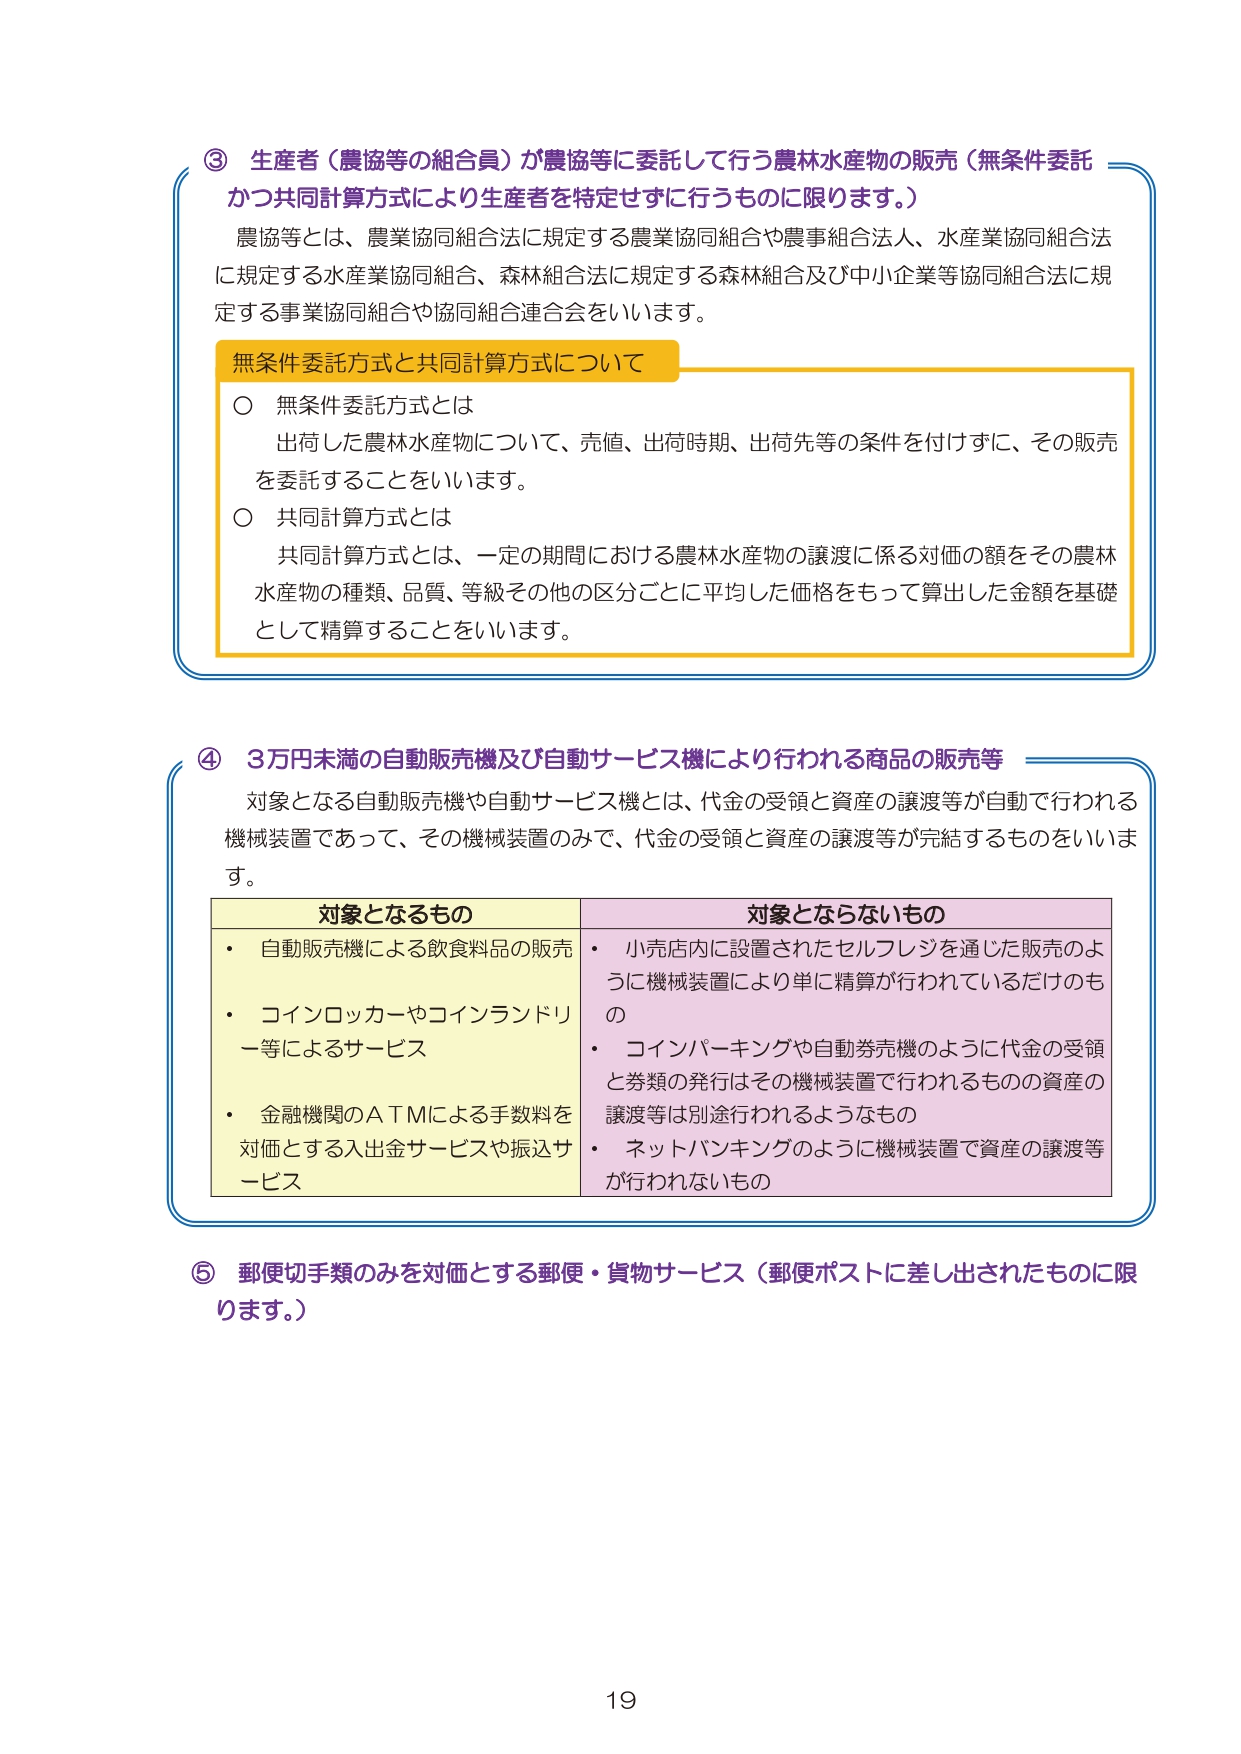 ③　生産者（農協等の組合員）が農協等に委託して行う農林水産物の販売（無条件委託
かつ共同計算方式により生産者を特定せずに行うものに限ります。）
農協等とは、農業協同組合法に規定する農業協同組合や農事組合法人、水産業協同組合法
に規定する水産業協同組合、森林組合法に規定する森林組合及び中小企業等協同組合法に規
定する事業協同組合や協同組合連合会をいいます。
無条件委託方式と共同計算方式について
○　無条件委託方式とは
出荷した農林水産物について、売値、出荷時期、出荷先等の条件を付けずに、その販売
を委託することをいいます。
○　共同計算方式とは
共同計算方式とは、一定の期間における農林水産物の譲渡に係る対価の額をその農林
水産物の種類、品質、等級その他の区分ごとに平均した価格をもって算出した金額を基礎
として精算することをいいます。
④　３万円未満の自動販売機及び自動サービス機により行われる商品の販売等
対象となる自動販売機や自動サービス機とは、代金の受領と資産の譲渡等が自動で行われる
機械装置であって、その機械装置のみで、代金の受領と資産の譲渡等が完結するものをいいま
す。
対象となるもの
・　自動販売機による飲食料品の販売
・　コインロッカーやコインランドリ
ー等によるサービス
・　金融機関のＡＴＭによる手数料を
対価とする入出金サービスや振込サ
ービス
対象とならないもの
・　小売店内に設置されたセルフレジを通じた販売のよ
うに機械装置により単に精算が行われているだけのも
の
・　コインパーキングや自動券売機のように代金の受領
と券類の発行はその機械装置で行われるものの資産の
譲渡等は別途行われるようなもの
・　ネットバンキングのように機械装置で資産の譲渡等
が行われないもの
⑤　郵便切手類のみを対価とする郵便・貨物サービス（郵便ポストに差し出されたものに限
ります。）
19